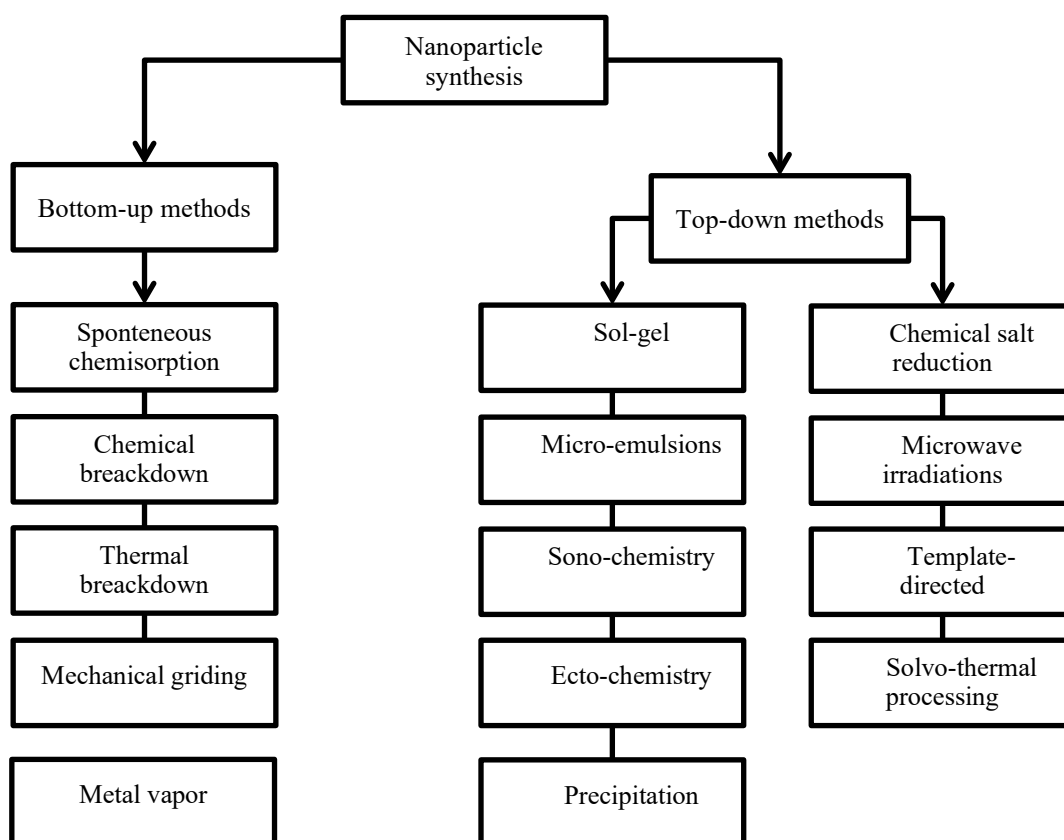 Nanoparticle
synthesis
Bottom-up methods
Top-down methods
Sponteneous
chemisorption
Chemical
breackdown
Thermal
breackdown
Mechanical griding
Metal vapor
Sol-gel
Micro-emulsions
Sono-chemistry
Ecto-chemistry
Precipitation
Chemical salt
reduction
Microwave
irradiations
Template-
directed
Solvo-thermal
processing